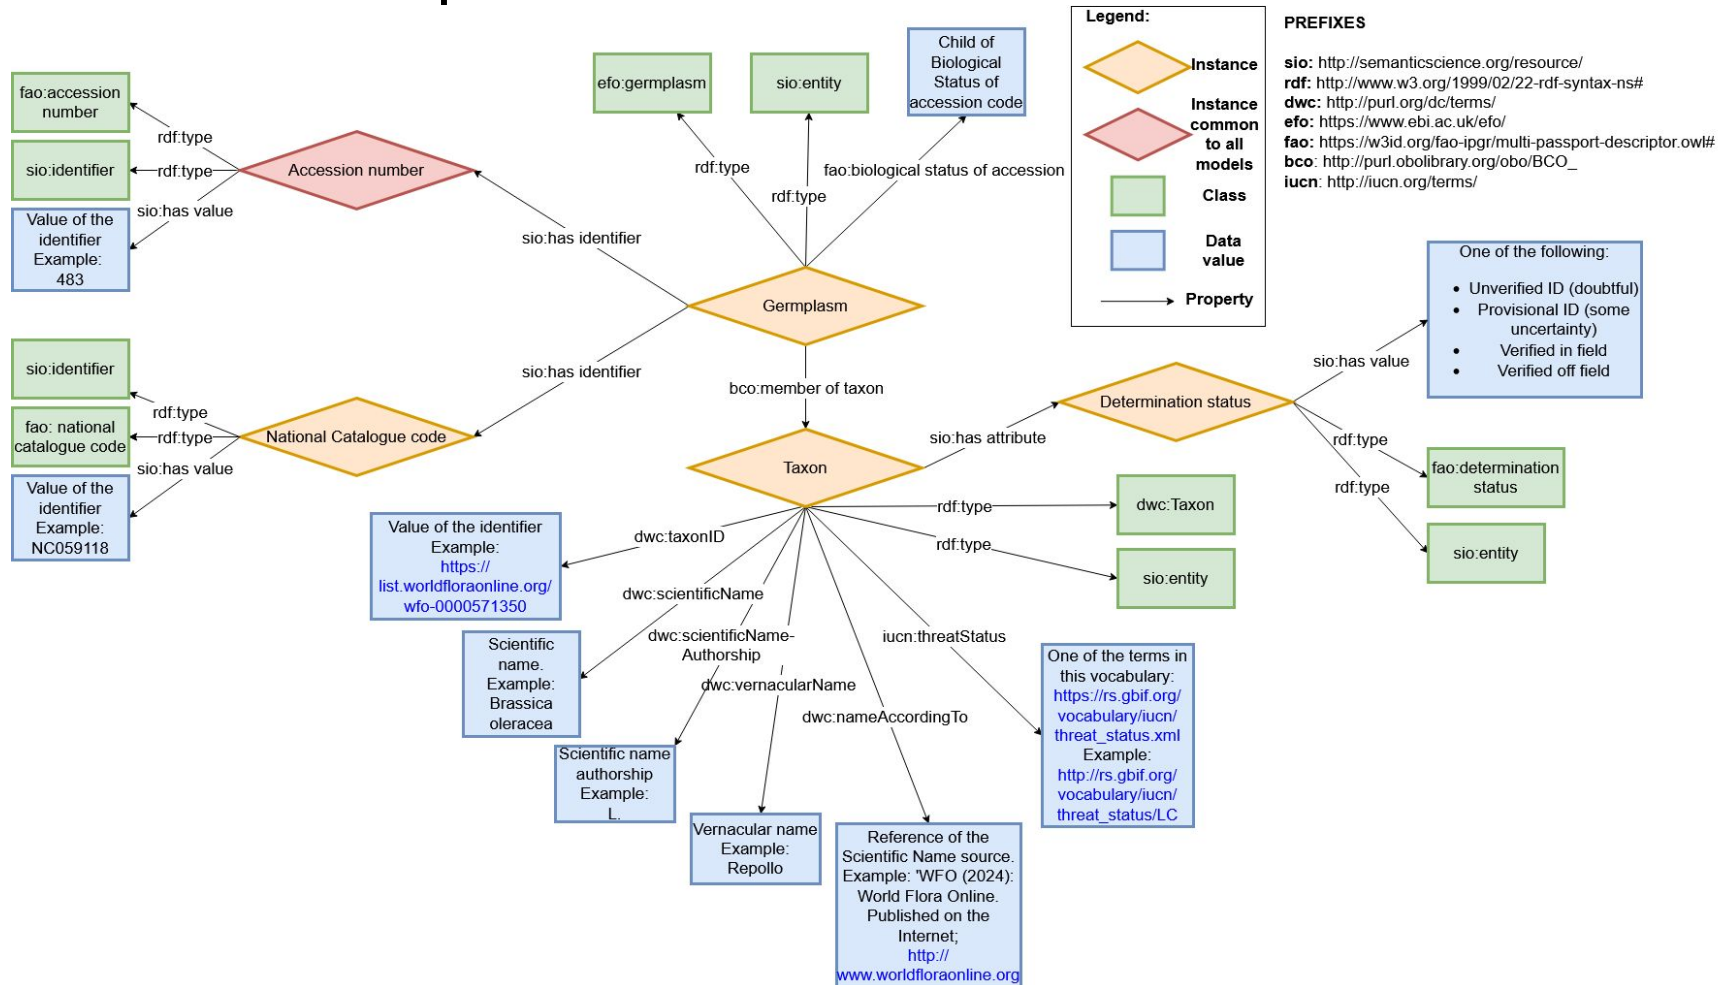 Legend:
Instance
Instance
common
to all
models
Class
Data
value
Property
PREFIXES
sio: http://semanticscience.org/resource/
rdf: http://www.w3.org/1999/02/22-rdf-syntax-ns#
dwc: http://purl.org/dc/terms/
efo: https://www.ebi.ac.uk/efo/
fao: https://w3id.org/fao-ipgr/multi-passport-descriptor.owl#
bco: http://purl.obolibrary.org/obo/BCO_
iucn: http://iucn.org/terms/
fao:accession
number
rdf:type
sio:identifier
rdf:type
Value of the
identifier
Example:
483
sio:has value
Accession number
sio:has identifier
efo:germplasm
rdf:type
sio:entity
rdf:type
Child of
Biological
Status of
accession code
fao:biological status of accession
Germplasm
sio:has identifier
sio:identifier
rdf:type
fao: national
catalogue code
rdf:type
Value of the
identifier
Example:
NC059118
sio:has value
National Catalogue code
bco:member of taxon
Taxon
sio:has attribute
Determination status
sio:has value
One of the following:
• Unverified ID (doubtful)
• Provisional ID (some
uncertainty)
• Verified in field
• Verified off field
rdf:type
fao:determination
status
rdf:type
sio:entity
rdf:type
dwc:Taxon
rdf:type
sio:entity
dwc:taxonID
Value of the identifier
Example:
https://
list.worldfloraonline.org/
wfo-0000571350
dwc:scientificName
Scientific
name.
Example:
Brassica
oleracea
dwc:scientificName-
Authorship
Scientific name
authorship
Example:
L.
dwc:vernacularName
Vernacular name
Example:
Repollo
dwc:nameAccordingTo
Reference of the
Scientific Name source.
Example: 'WFO (2024):
World Flora Online.
Published on the
Internet;
http://
www.worldfloraonline.org
iucn:threatStatus
One of the terms in
this vocabulary:
https://rs.gbif.org/
vocabulary/iucn/
threat_status.xml
Example:
http://rs.gbif.org/
vocabulary/iucn/
threat_status/LC